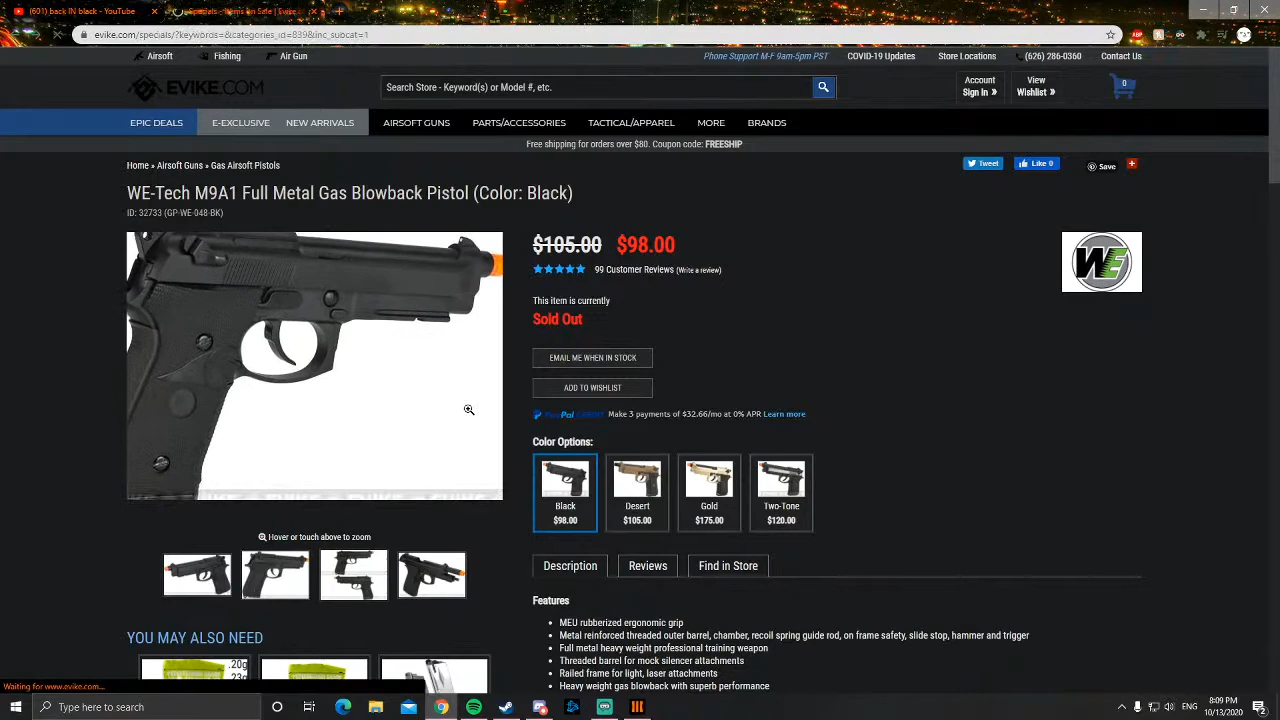 (601) back IN black - YouTube
Specials - Items on Sale | Evike.c
evike.com/specials/?keywords=&categories_id=839&inc_subcat=1
Airsoft Fishing Air Gun
Phone Support M-F 9am-5pm PST COVID-19 Updates Store Locations (626) 286-0360 Contact Us
EVIKE.COM
Search Store - Keyword(s) or Model #, etc.
Account
Sign In »
View
Wishlist »
0
EPIC DEALS E-EXCLUSIVE NEW ARRIVALS AIRSOFT GUNS PARTS/ACCESSORIES TACTICAL/APPAREL MORE BRANDS
Free shipping for orders over $80. Coupon code: FREESHIP
Home » Airsoft Guns » Gas Airsoft Pistols
Tweet Like 0 Save
WE-Tech M9A1 Full Metal Gas Blowback Pistol (Color: Black)
ID: 32733 (GP-WE-048-BK)
$105.00 $98.00
99 Customer Reviews (Write a review)
WE
This item is currently
Sold Out
EMAIL ME WHEN IN STOCK
ADD TO WISHLIST
PayPal CREDIT Make 3 payments of $32.66/mo at 0% APR Learn more
Color Options:
Black
$98.00
Desert
$105.00
Gold
$175.00
Two-Tone
$120.00
Hover or touch above to zoom
Description Reviews Find in Store
Features
MEU rubberized ergonomic grip
Metal reinforced threaded outer barrel, chamber, recoil spring guide rod, on frame safety, slide stop, hammer and trigger
Full metal heavy weight professional training weapon
Threaded barrel for mock silencer attachments
Railed frame for light, laser attachments
Heavy weight gas blowback with superb performance
YOU MAY ALSO NEED
.20g
.23g
Waiting for www.evike.com...
Type here to search
ENG
8:09 PM
10/13/2020
2